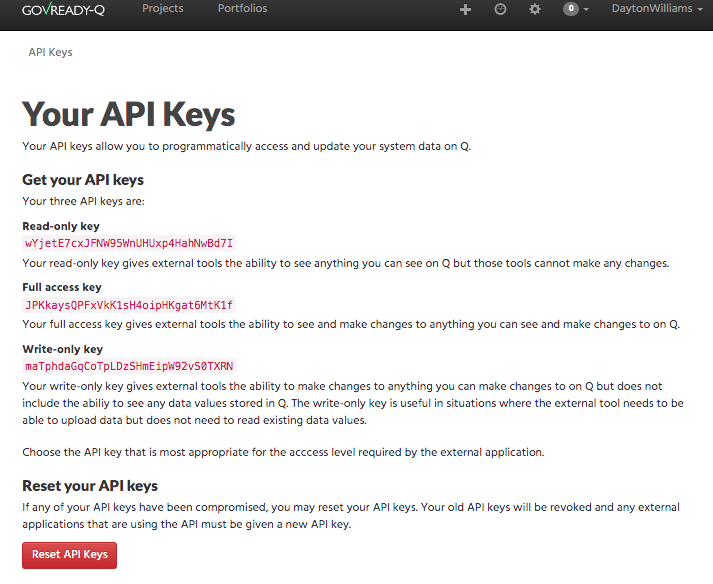 GOVREADY-Q Projects Portfolios 0 DaytonWilliams
API Keys
Your API Keys
Your API keys allow you to programmatically access and update your system data on Q.
Get your API keys
Your three API keys are:
Read-only key
wYjetE7cxJFNW95WnUHUxp4HahNwBd7I
Your read-only key gives external tools the ability to see anything you can see on Q but those tools cannot make any changes.
Full access key
JPKkaysQPFxVkK1sH4oipHKgat6MtK1f
Your full access key gives external tools the ability to see and make changes to anything you can see and make changes to on Q.
Write-only key
maTphdaGqCoTpLDzSHmEipW92vS0TXRN
Your write-only key gives external tools the ability to make changes to anything you can make changes to on Q but does not
include the abiliy to see any data values stored in Q. The write-only key is useful in situations where the external tool needs to be
able to upload data but does not need to read existing data values.
Choose the API key that is most appropriate for the acccess level required by the external application.
Reset your API keys
If any of your API keys have been compromised, you may reset your API keys. Your old API keys will be revoked and any external
applications that are using the API must be given a new API key.
Reset API Keys